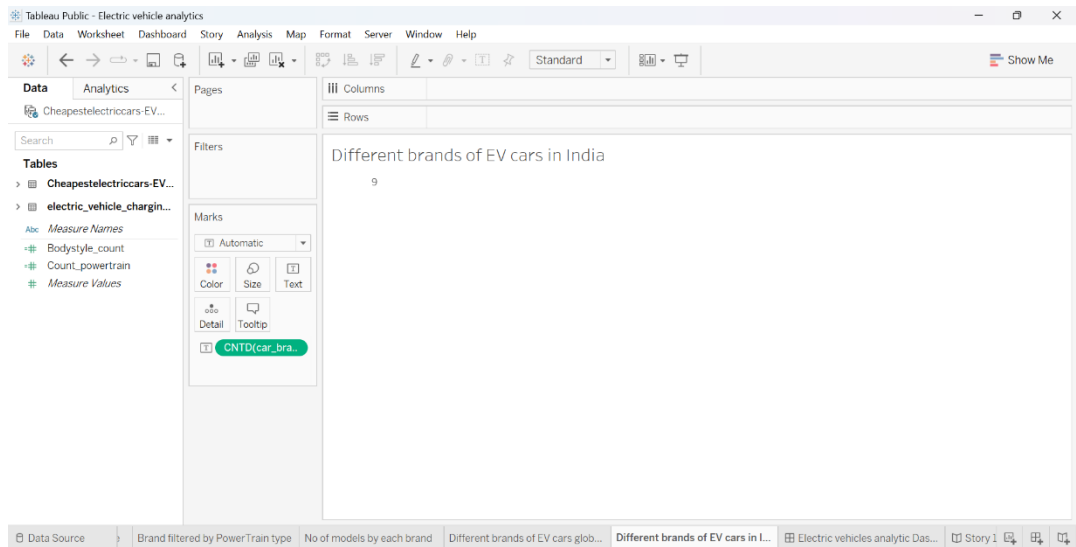 Tableau Public - Electric vehicle analytics
File Data Worksheet Dashboard Story Analysis Map Format Server Window Help
Standard
Show Me
Data Analytics
Cheapestelectriccars-EV...
Search
Tables
Cheapestelectriccars-EV...
electric_vehicle_chargin...
Abc Measure Names
=# Bodystyle_count
=# Count_powertrain
# Measure Values
Pages
Filters
Marks
T Automatic
Color Size Text
Detail Tooltip
T CNTD(car_bra..
Columns
Rows
Different brands of EV cars in India
9
Data Source Brand filtered by PowerTrain type No of models by each brand Different brands of EV cars glob... Different brands of EV cars in I... Electric vehicles analytic Das... Story 1